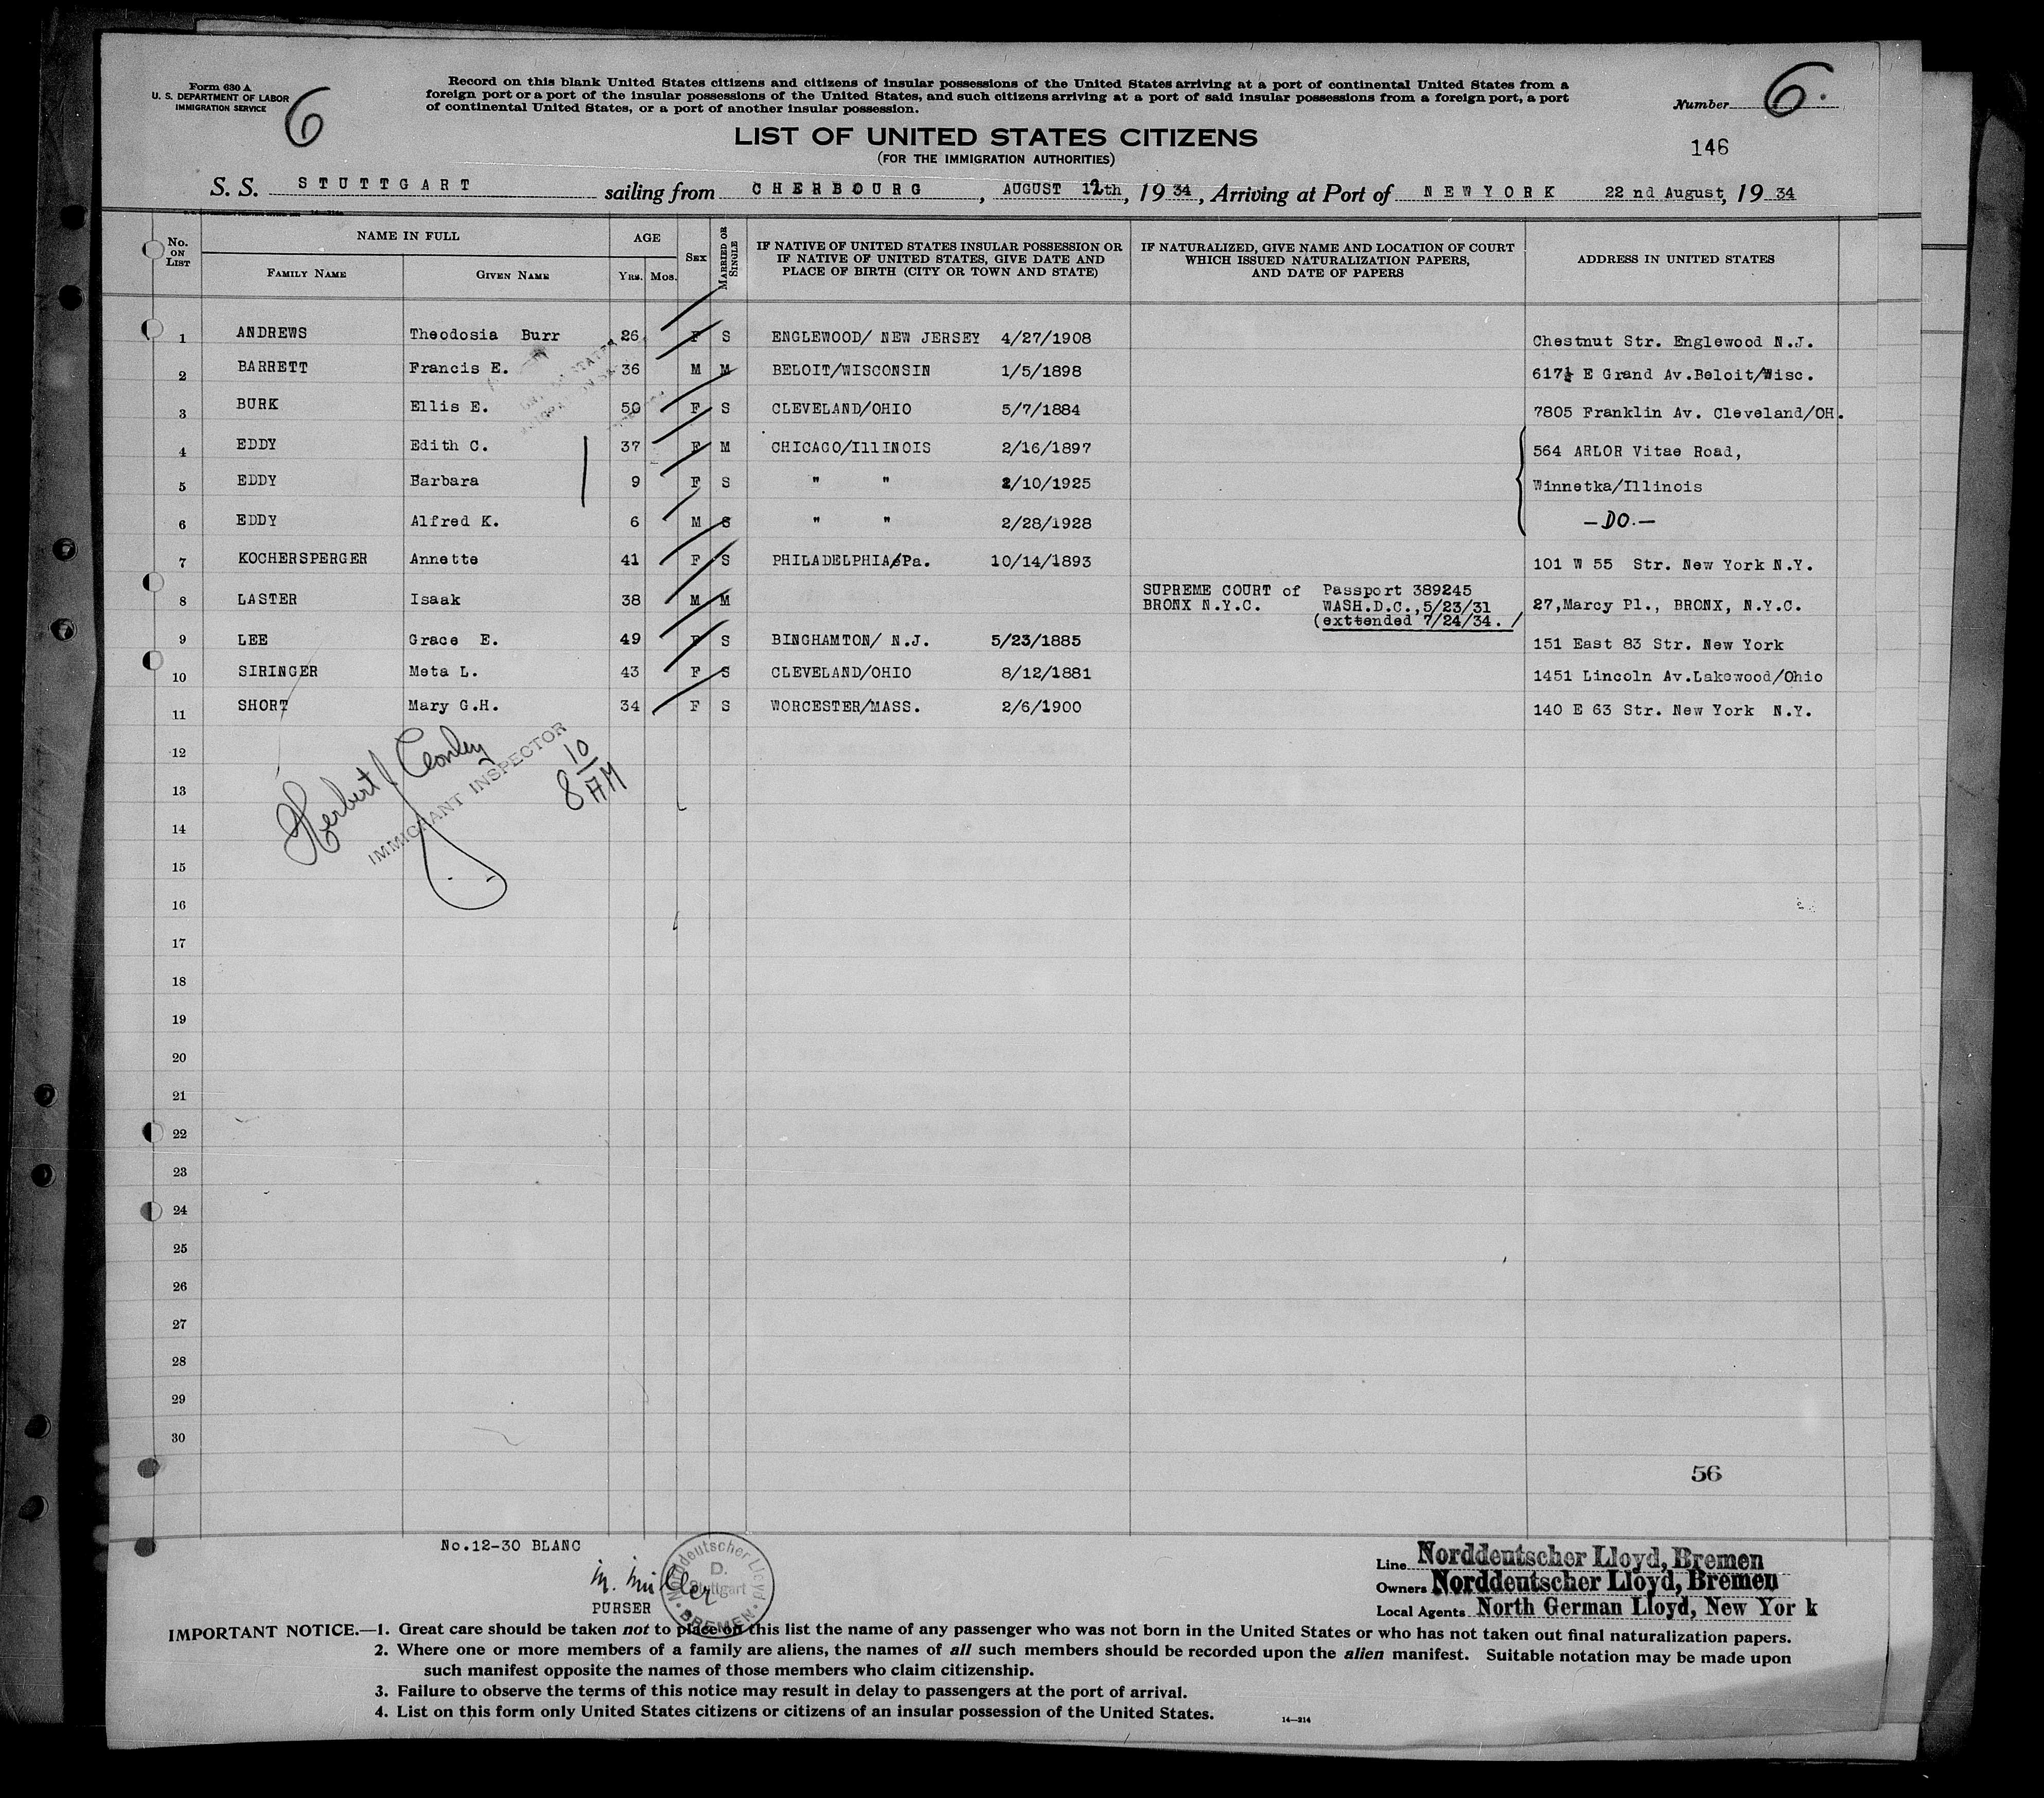 Form 630 A
U. S. DEPARTMENT OF LABOR
IMMIGRATION SERVICE
6
Record on this blank United States citizens and citizens of insular possessions of the United States arriving at a port of continental United States from a
foreign port or a port of the insular possessions of the United States, and such citizens arriving at a port of said insular possessions from a foreign port, a port
of continental United States, or a port of another insular possession.
Number 6.
LIST OF UNITED STATES CITIZENS
(FOR THE IMMIGRATION AUTHORITIES)
146
S. S. STUTTGART sailing from CHERBOURG, AUGUST 12th, 19 34, Arriving at Port of NEWYORK 22 nd August, 19 34
No. ON LIST NAME IN FULL FAMILY NAME GIVEN NAME AGE YRS. MOS. SEX MARRIED OR SINGLE IF NATIVE OF UNITED STATES INSULAR POSSESSION OR IF NATIVE OF UNITED STATES, GIVE DATE AND PLACE OF BIRTH (CITY OR TOWN AND STATE) IF NATURALIZED, GIVE NAME AND LOCATION OF COURT WHICH ISSUED NATURALIZATION PAPERS, AND DATE OF PAPERS ADDRESS IN UNITED STATES
1 ANDREWS Theodosia Burr 26 F S ENGLEWOOD/ NEW JERSEY 4/27/1908 Chestnut Str. Englewood N.J.
2 BARRETT Francis E. 36 M M BELOIT/WISCONSIN 1/5/1898 617½ E Grand Av.Beloit/Wisc.
3 BURK Ellis E. 50 F S CLEVELAND/OHIO 5/7/1884 7805 Franklin Av. Cleveland/OH.
4 EDDY Edith C. 37 F M CHICACO/IllINOIS 2/16/1897 564 ARLOR Vitae Road,
5 EDDY Barbara 9 F S " " 2/10/1925 Winnetka/Illinois
6 EDDY Alfred K. 6 M S " " 2/28/1928 —DO.—
7 KOCHERSPERGER Annette 41 F S PHILADELPHIA/Pa. 10/14/1893 101 W 55 Str. New York N.Y.
8 LASTER Isaak 38 M M SUPREME COURT of Passport 389245
BRONX N.Y.C. WASH.D.C.,5/23/31 27,Marcy Pl., BRONX, N.Y.C.
(exttended 7/24/34. /
9 LEE Grace E. 49 F S BINGHAMTON/ N.J. 5/23/1885 151 East 83 Str. New York
10 SIRINGER Meta L. 43 F S CLEVELAND/OHIO 8/12/1881 1451 Lincoln Av.Lakewood/Ohio
11 SHORT Mary G.H. 34 F S WORCESTER/MASS. 2/6/1900 140 E 63 Str. New York N.Y.
12
Herbert J Conley
IMMIGRANT INSPECTOR
8 10/AM
13
14
15
16
17
18
19
20
21
22
23
24
25
26
27
28
29
30
56
No.12-30 BLANC
M. Müller
PURSER
Norddeutscher Lloyd
D.
Stuttgart
BREMEN
Line Norddeutscher Lloyd, Bremen
Owners Norddeutscher Lloyd, Bremen
Local Agents North German Lloyd, New Yor k
IMPORTANT NOTICE.—1. Great care should be taken not to place on this list the name of any passenger who was not born in the United States or who has not taken out final naturalization papers.
2. Where one or more members of a family are aliens, the names of all such members should be recorded upon the alien manifest. Suitable notation may be made upon
such manifest opposite the names of those members who claim citizenship.
3. Failure to observe the terms of this notice may result in delay to passengers at the port of arrival.
4. List on this form only United States citizens or citizens of an insular possession of the United States.
14—214